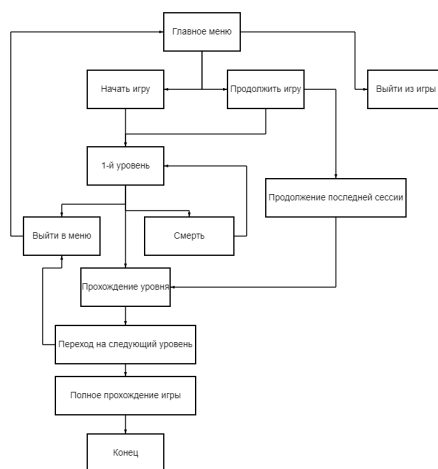 Главное меню
Начать игру
Продолжить игру
Выйти из игры
1-й уровень
Продолжение последней сессии
Выйти в меню
Смерть
Прохождение уровня
Переход на следующий уровень
Полное прохождение игры
Конец